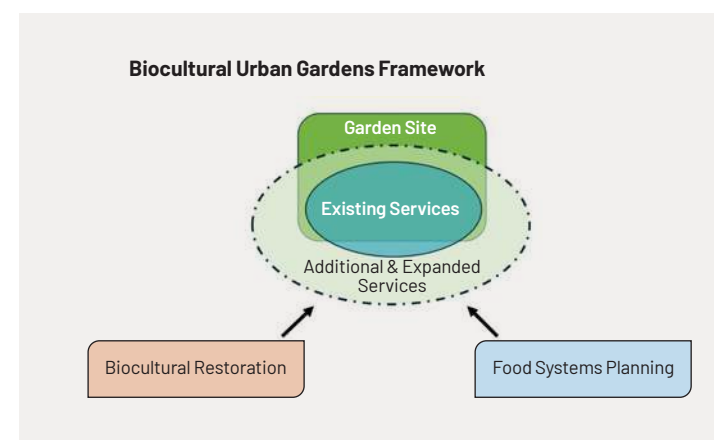 Biocultural Urban Gardens Framework
Garden Site
Existing Services
Additional & Expanded
Services
Biocultural Restoration
Food Systems Planning